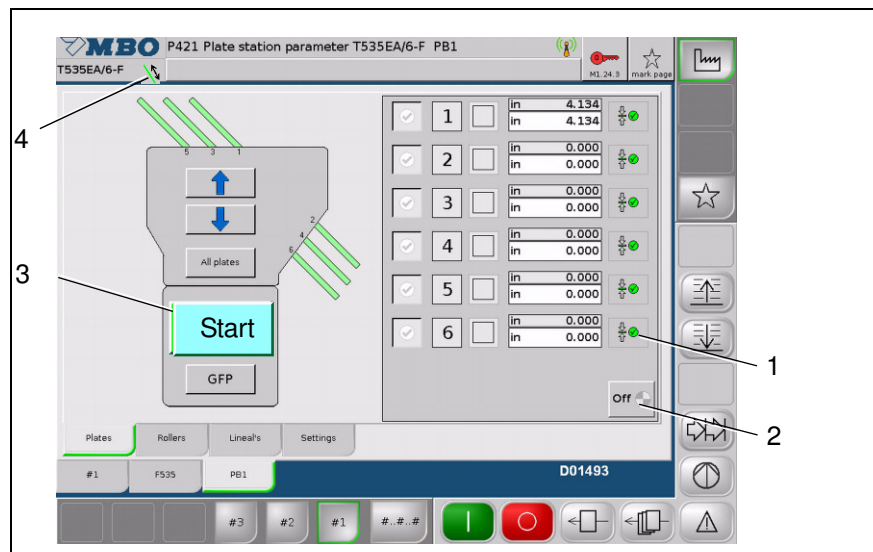 MBO P421 Plate station parameter T535EA/6-F PB1
T535EA/6-F
M1.24.3
mark page
4
5 3 1
2
4
6
All plates
3
Start
GFP
1 in 4.134
in 4.134
2 in 0.000
in 0.000
3 in 0.000
in 0.000
4 in 0.000
in 0.000
5 in 0.000
in 0.000
6 in 0.000
in 0.000
1
Off
2
Plates Rollers Lineal's Settings
#1 F535 PB1 D01493
#3 #2 #1 #..#..#